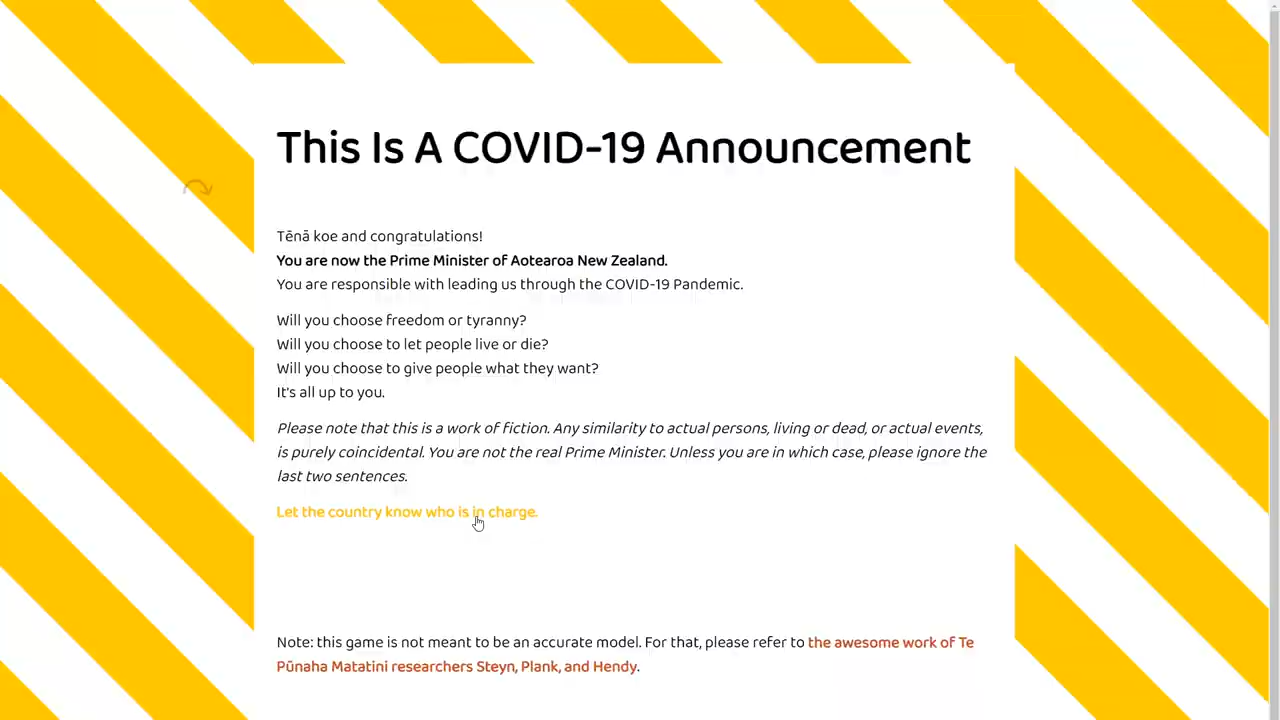 This Is A COVID-19 Announcement
Tēnā koe and congratulations!
You are now the Prime Minister of Aotearoa New Zealand.
You are responsible with leading us through the COVID-19 Pandemic.
Will you choose freedom or tyranny?
Will you choose to let people live or die?
Will you choose to give people what they want?
It's all up to you.
Please note that this is a work of fiction. Any similarity to actual persons, living or dead, or actual events,
is purely coincidental. You are not the real Prime Minister. Unless you are in which case, please ignore the
last two sentences.
Let the country know who is in charge.
Note: this game is not meant to be an accurate model. For that, please refer to the awesome work of Te
Pūnaha Matatini researchers Steyn, Plank, and Hendy.